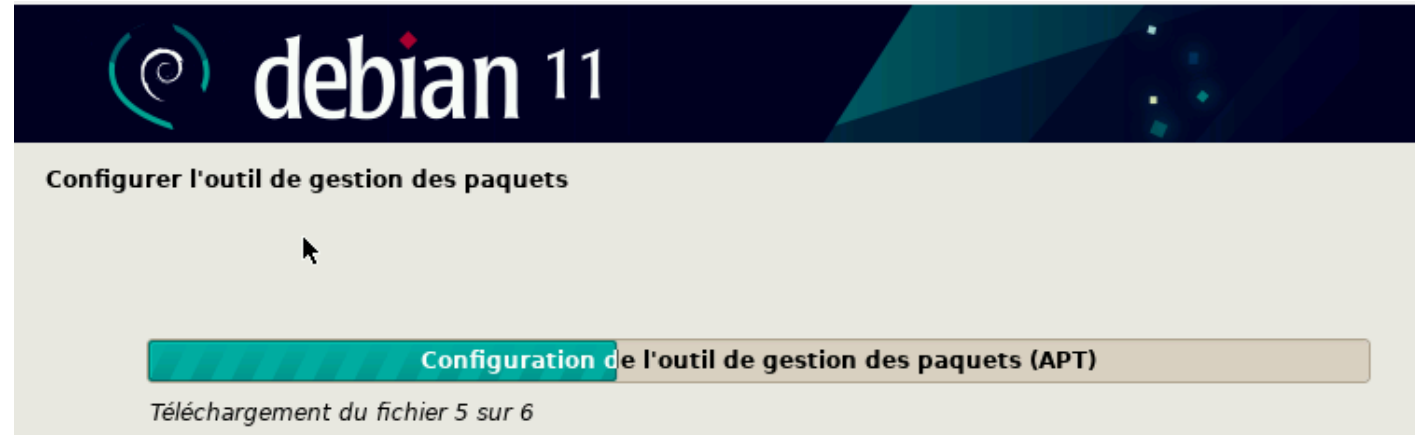 debian 11
Configurer l'outil de gestion des paquets
Configuration de l'outil de gestion des paquets (APT)
Téléchargement du fichier 5 sur 6